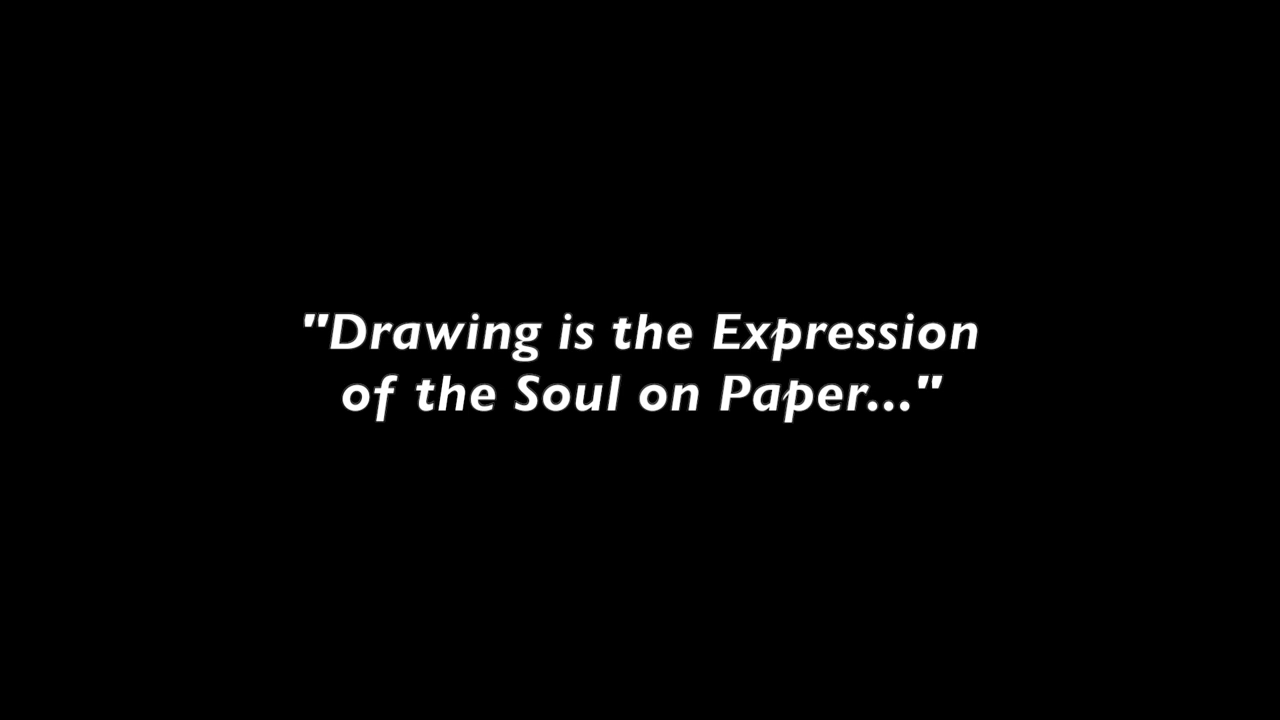 "Drawing is the Expression
of the Soul on Paper..."